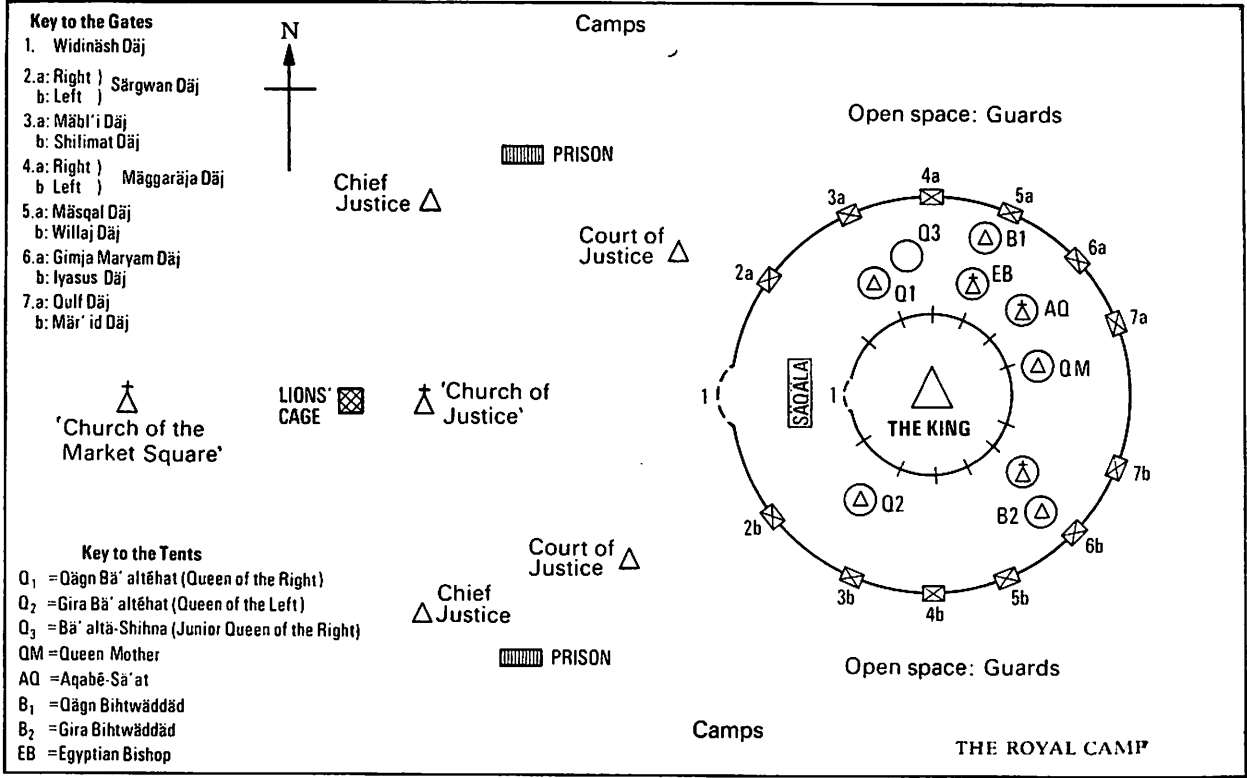 Key to the Gates
1. Widinäsh Däj
2.a: Right )
b: Left )
Särgwan Däj
3.a: Mäbl'i Däj
b: Shilimat Däj
4.a: Right )
b Left )
Mäggaräja Däj
5.a: Mäsqal Däj
b: Willaj Däj
6.a: Gimja Maryam Däj
b: Iyasus Däj
7.a: Qulf Däj
b: Mär'id Däj
N
Camps
Open space: Guards
PRISON
Chief
Justice
Court of
Justice
4a
3a
5a
Q3
B1
6a
2a
EB
Q1
AQ
7a
QM
LIONS'
CAGE
'Church of
Justice'
1
SÄQÄLA
1
THE KING
'Church of the
Market Square'
7b
Q2
B2
2b
6b
3b
4b
5b
Court of
Justice
Chief
Justice
PRISON
Open space: Guards
Camps
Key to the Tents
Q1 =Qägn Bä'altéhat (Queen of the Right)
Q2 =Gira Bä'altéhat (Queen of the Left)
Q3 =Bä'altä-Shihna (Junior Queen of the Right)
QM =Queen Mother
AQ =Aqabé-Sä'at
B1 =Qägn Bihtwäddäd
B2 =Gira Bihtwäddäd
EB =Egyptian Bishop
THE ROYAL CAMP